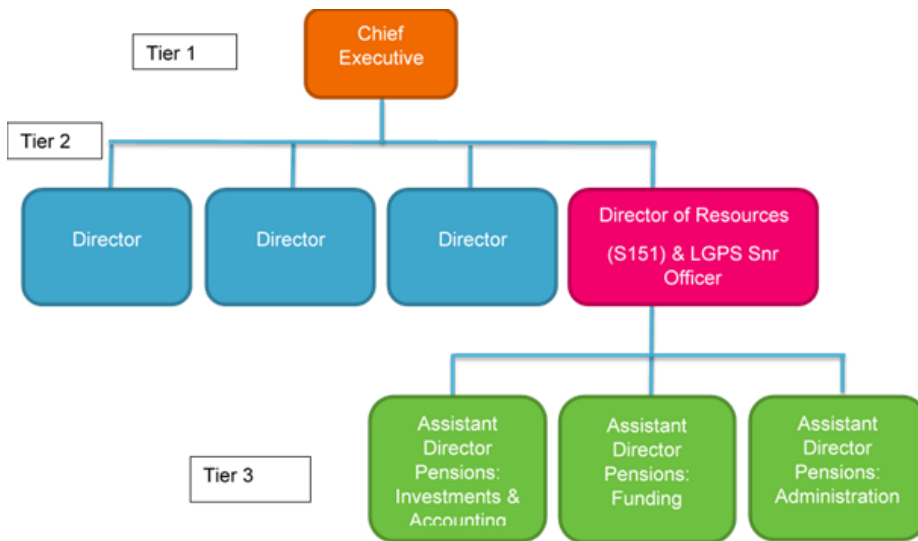 Tier 1
Chief
Executive
Tier 2
Director
Director
Director
Director of Resources
(S151) & LGPS Snr
Officer
Tier 3
Assistant
Director
Pensions:
Investments &
Accounting
Assistant
Director
Pensions:
Funding
Assistant
Director
Pensions:
Administration